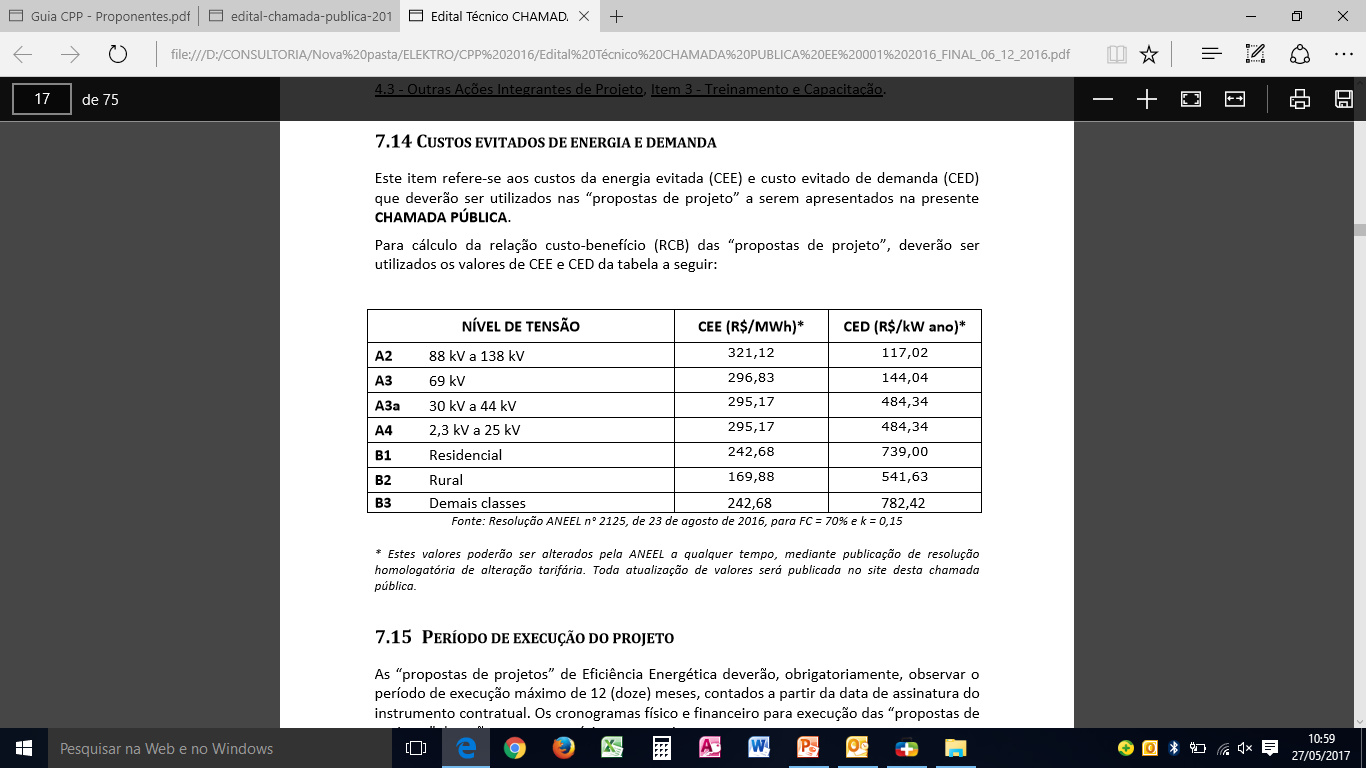 Guia CPP - Proponentes.pdf
edital-chamada-publica-201
Edital Técnico CHAMADA
file:///D:/CONSULTORIA/Nova%20pasta/ELEKTRO/CPP%202016/Edital%20Técnico%20CHAMADA%20PUBLICA%20EE%20001%202016_FINAL_06_12_2016.pdf
17 de 75
4.3 - Outras Ações Integrantes de Projeto, Item 3 - Treinamento e Capacitação.
7.14 CUSTOS EVITADOS DE ENERGIA E DEMANDA
Este item refere-se aos custos da energia evitada (CEE) e custo evitado de demanda (CED)
que deverão ser utilizados nas “propostas de projeto” a serem apresentados na presente
CHAMADA PÚBLICA.
Para cálculo da relação custo-benefício (RCB) das “propostas de projeto”, deverão ser
utilizados os valores de CEE e CED da tabela a seguir:
NÍVEL DE TENSÃO CEE (R$/MWh)* CED (R$/kW ano)*
A2 88 kV a 138 kV 321,12 117,02
A3 69 kV 296,83 144,04
A3a 30 kV a 44 kV 295,17 484,34
A4 2,3 kV a 25 kV 295,17 484,34
B1 Residencial 242,68 739,00
B2 Rural 169,88 541,63
B3 Demais classes 242,68 782,42
Fonte: Resolução ANEEL n° 2125, de 23 de agosto de 2016, para FC = 70% e k = 0,15
* Estes valores poderão ser alterados pela ANEEL a qualquer tempo, mediante publicação de resolução
homologatória de alteração tarifária. Toda atualização de valores será publicada no site desta chamada
pública.
7.15 PERÍODO DE EXECUÇÃO DO PROJETO
As “propostas de projetos” de Eficiência Energética deverão, obrigatoriamente, observar o
período de execução máximo de 12 (doze) meses, contados a partir da data de assinatura do
instrumento contratual. Os cronogramas físico e financeiro para execução das “propostas de
Pesquisar na Web e no Windows
10:59
27/05/2017